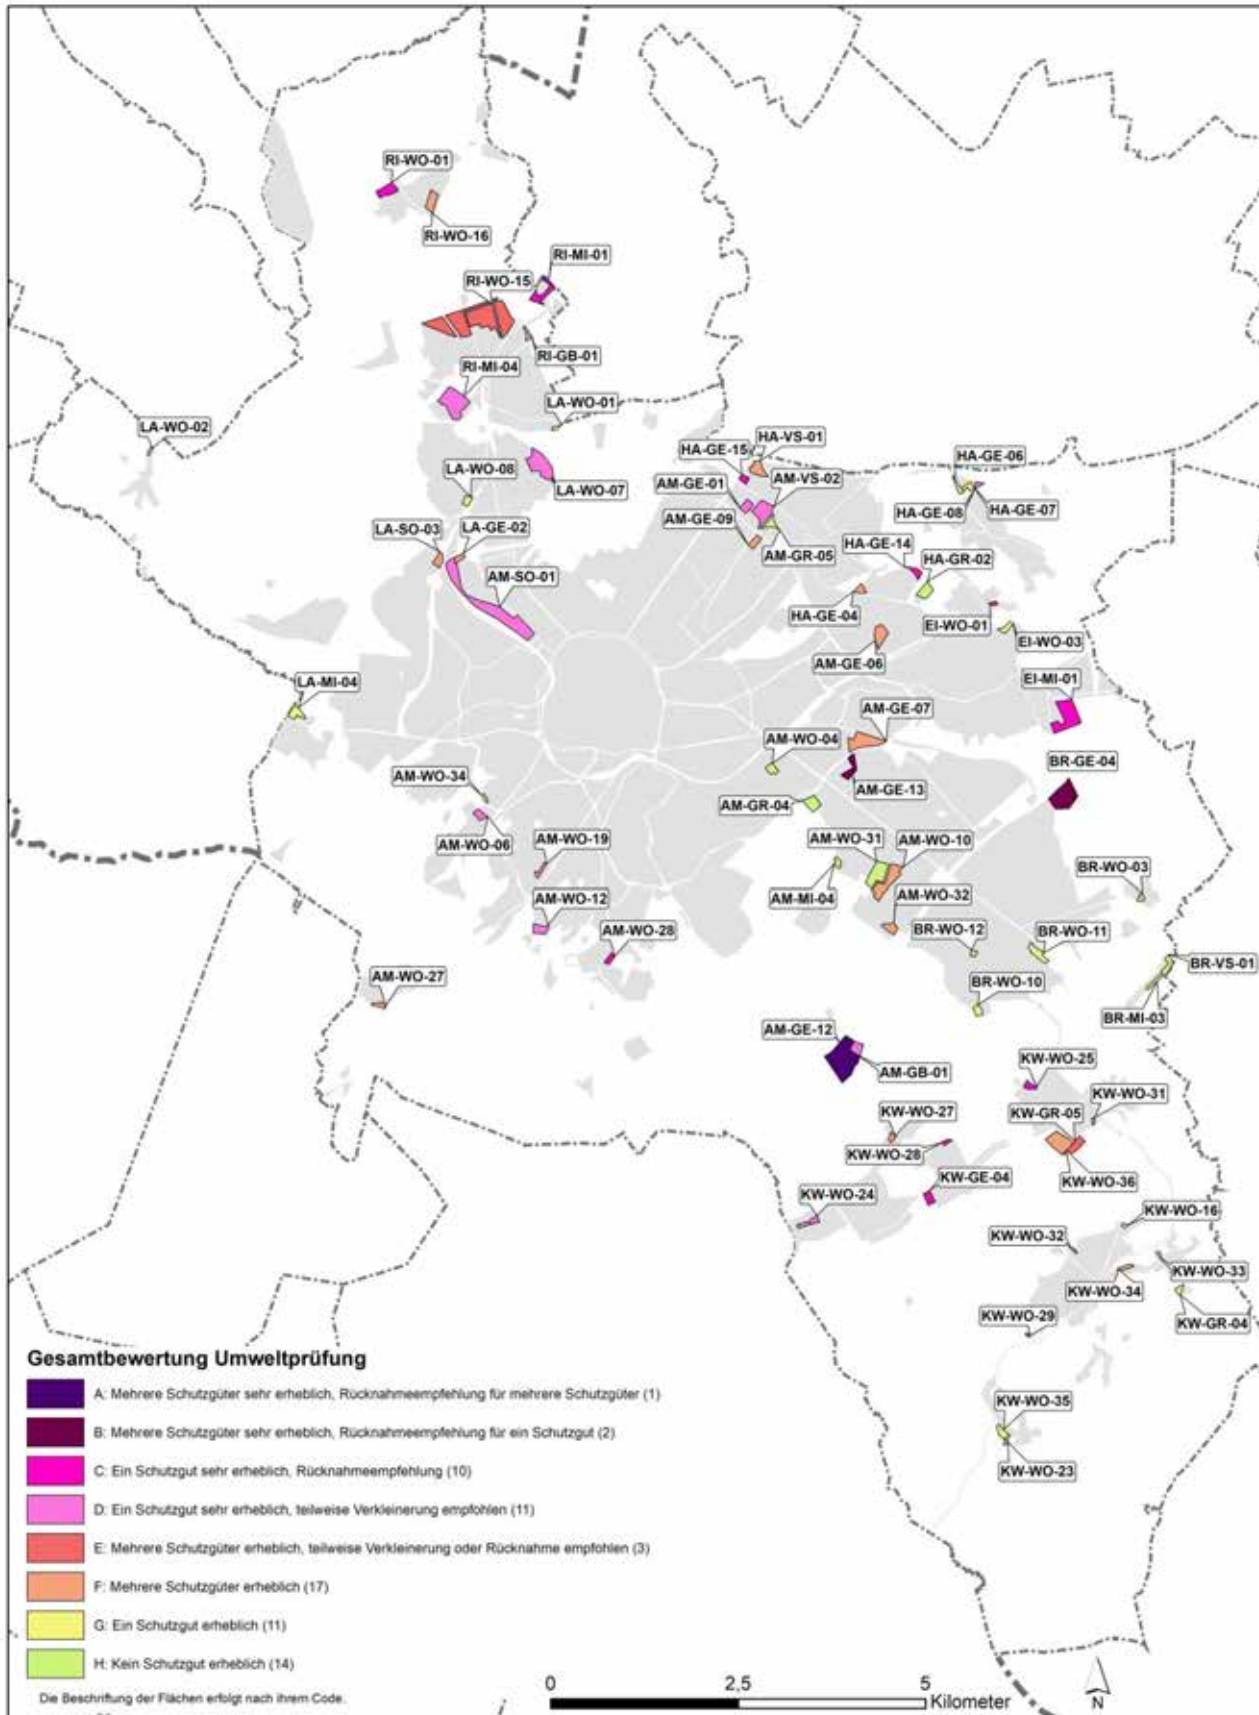 RI-WO-01
RI-WO-16
RI-MI-01
RI-WO-15
RI-GB-01
RI-MI-04
LA-WO-01
LA-WO-02
HA-VS-01
HA-GE-15
HA-GE-06
LA-WO-08
LA-WO-07
AM-GE-01
AM-VS-02
HA-GE-08
HA-GE-07
AM-GE-09
LA-SO-03
LA-GE-02
AM-GR-05
HA-GE-14
HA-GR-02
AM-SO-01
HA-GE-04
EI-WO-01
EI-WO-03
AM-GE-06
LA-MI-04
EI-MI-01
AM-GE-07
AM-WO-04
BR-GE-04
AM-WO-34
AM-GE-13
AM-GR-04
AM-WO-06
AM-WO-19
AM-WO-31
AM-WO-10
BR-WO-03
AM-MI-04
AM-WO-12
AM-WO-32
AM-WO-28
BR-WO-12
BR-WO-11
BR-VS-01
AM-WO-27
BR-WO-10
BR-MI-03
AM-GE-12
AM-GB-01
KW-WO-25
KW-WO-31
KW-WO-27
KW-GR-05
KW-WO-28
KW-GE-04
KW-WO-36
KW-WO-24
KW-WO-16
KW-WO-32
KW-WO-33
KW-WO-34
KW-WO-29
KW-GR-04
KW-WO-35
KW-WO-23
Gesamtbewertung Umweltprüfung
A: Mehrere Schutzgüter sehr erheblich, Rücknahmeempfehlung für mehrere Schutzgüter (1)
B: Mehrere Schutzgüter sehr erheblich, Rücknahmeempfehlung für ein Schutzgut (2)
C: Ein Schutzgut sehr erheblich, Rücknahmeempfehlung (10)
D: Ein Schutzgut sehr erheblich, teilweise Verkleinerung empfohlen (11)
E: Mehrere Schutzgüter erheblich, teilweise Verkleinerung oder Rücknahme empfohlen (3)
F: Mehrere Schutzgüter erheblich (17)
G: Ein Schutzgut erheblich (11)
H: Kein Schutzgut erheblich (14)
Die Beschriftung der Flächen erfolgt nach ihrem Code.
0 2,5 5
Kilometer
N